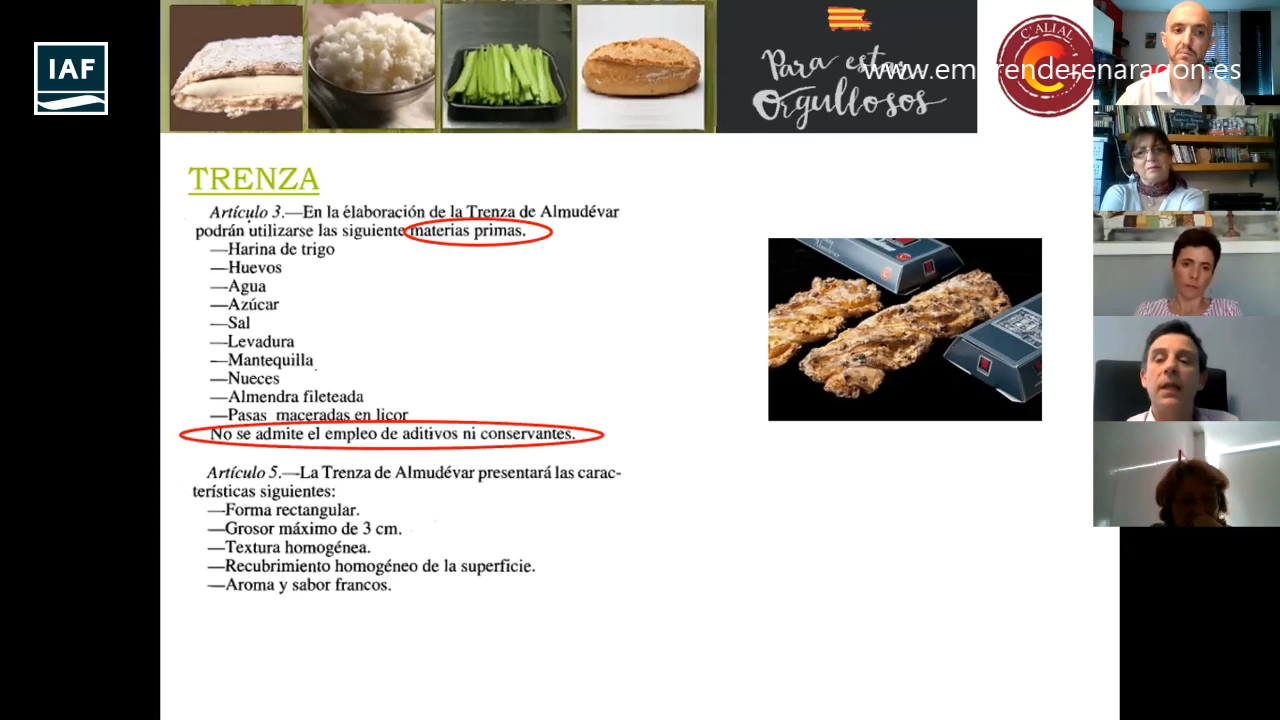 IAF
Para estar
Orgullosos
C'ALIAL
www.emprenderenaragon.es
TRENZA
Artículo 3.—En la élaboración de la Trenza de Almudévar
podrán utilizarse las siguiente materias primas.
—Harina de trigo
—Huevos
—Agua
—Azúcar
—Sal
—Levadura
—Mantequilla
—Nueces
—Almendra fileteada
—Pasas maceradas en licor
No se admite el empleo de aditivos ni conservantes.
Artículo 5.—La Trenza de Almudévar presentará las carac-
terísticas siguientes:
—Forma rectangular.
—Grosor máximo de 3 cm.
—Textura homogénea.
—Recubrimiento homogéneo de la superficie.
—Aroma y sabor francos.